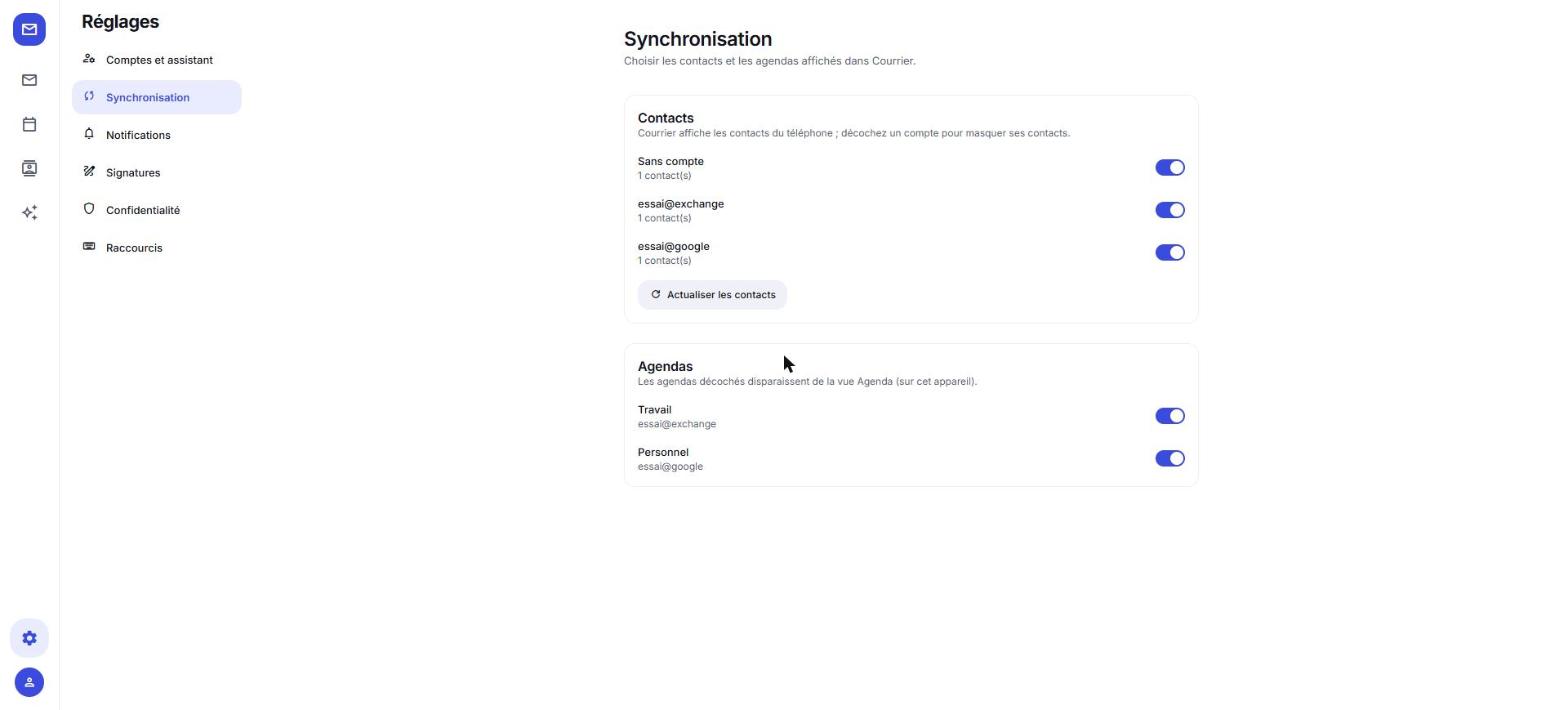 Réglages
Comptes et assistant
Synchronisation
Notifications
Signatures
Confidentialité
Raccourcis
Synchronisation
Choisir les contacts et les agendas affichés dans Courrier.
Contacts
Courrier affiche les contacts du téléphone ; décochez un compte pour masquer ses contacts.
Sans compte
1 contact(s)
essai@exchange
1 contact(s)
essai@google
1 contact(s)
Actualiser les contacts
Agendas
Les agendas décochés disparaissent de la vue Agenda (sur cet appareil).
Travail
essai@exchange
Personnel
essai@google